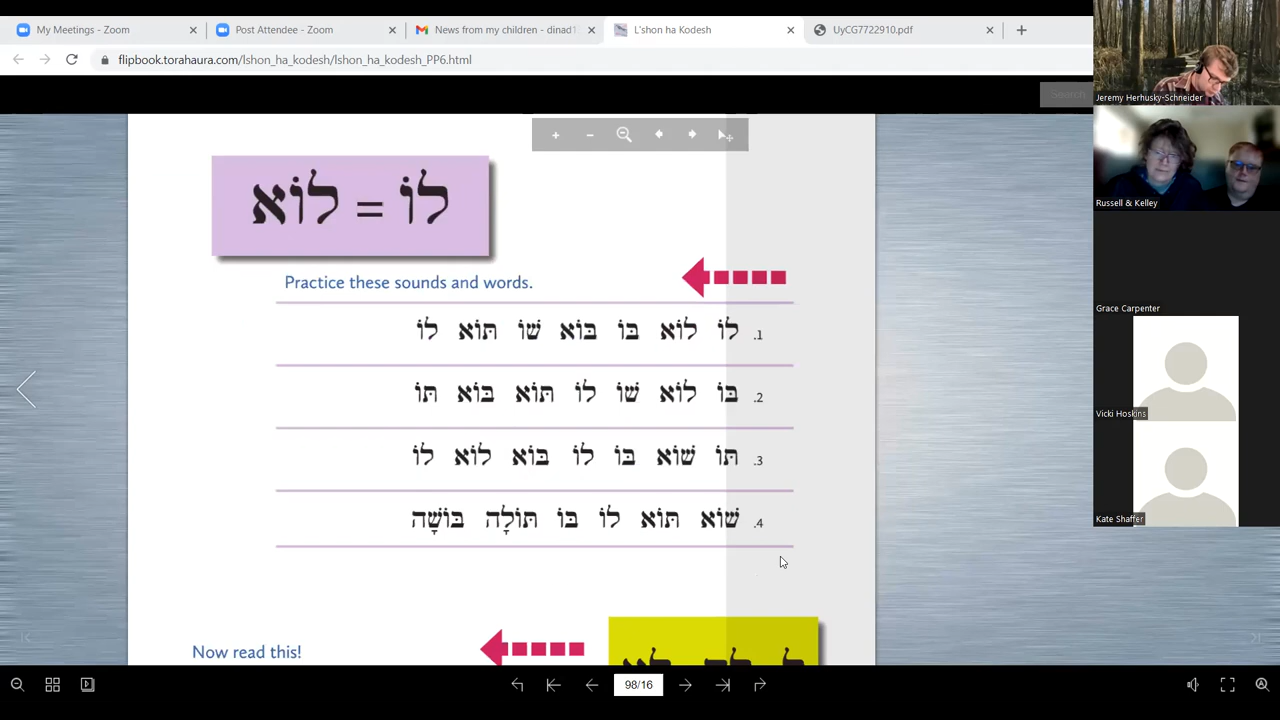 My Meetings - Zoom
Post Attendee - Zoom
News from my children - dinad1
L'shon ha Kodesh
UyCG7722910.pdf
flipbook.torahaura.com/lshon_ha_kodesh/lshon_ha_kodesh_PP6.html
Search
Jeremy Herhusky-Schneider
Russell & Kelley
Grace Carpenter
Vicki Hoskins
Kate Shaffer
לוֹ = לוֹא
Practice these sounds and words.
1. לוֹ לוֹא בּוֹ בּוֹא שׁוֹ תּוֹא לוֹ
2. בּוֹ לוֹא שׁוֹ לוֹ תּוֹא בּוֹא תּוֹ
3. תּוֹ שׁוֹא בּוֹ לוֹ בּוֹא לוֹא לוֹ
4. שׁוֹא תּוֹא לוֹ בּוֹ תּוֹלָה בּוֹשָׁה
Now read this!
98/16